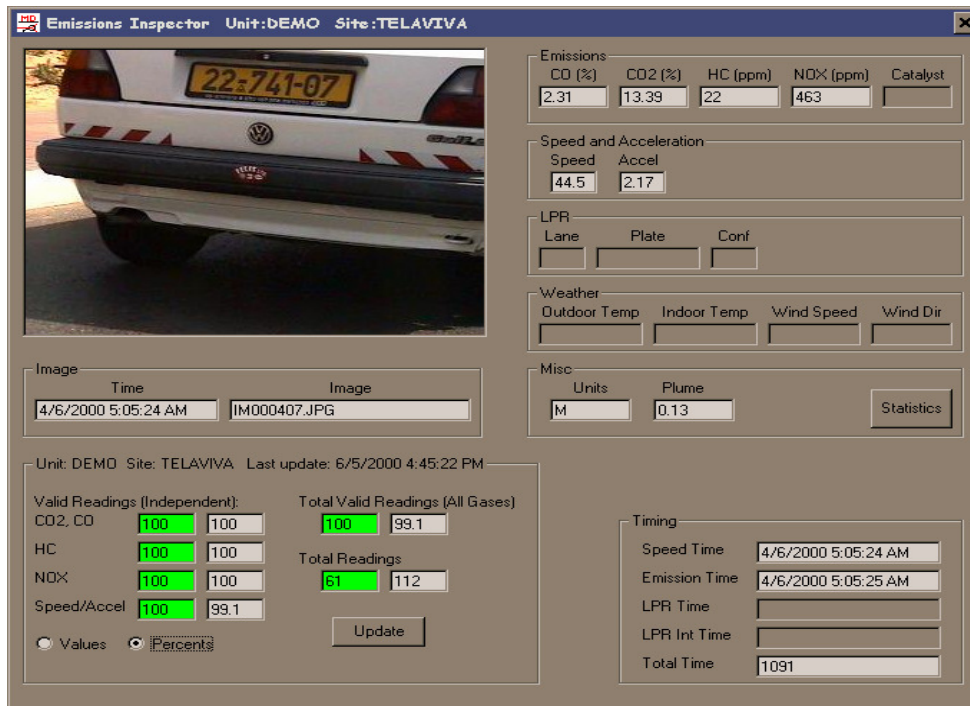 Emissions Inspector Unit:DEMO Site:TELAVIVA
22-741-07
Emissions
CO (%) CO2 (%) HC (ppm) NOX (ppm) Catalyst
2.31 13.39 22 463
Speed and Acceleration
Speed Accel
44.5 2.17
LPR
Lane Plate Conf
Weather
Outdoor Temp Indoor Temp Wind Speed Wind Dir
Image
Time Image
4/6/2000 5:05:24 AM IM000407.JPG
Misc
Units Plume
M 0.13 Statistics
Unit: DEMO Site: TELAVIVA Last update: 6/5/2000 4:45:22 PM
Valid Readings (Independent):
CO2, CO 100 100
HC 100 100
NOX 100 100
Speed/Accel 100 99.1
Values Percents
Total Valid Readings (All Gases)
100 99.1
Total Readings
61 112
Update
Timing
Speed Time 4/6/2000 5:05:24 AM
Emission Time 4/6/2000 5:05:25 AM
LPR Time
LPR Int Time
Total Time 1091